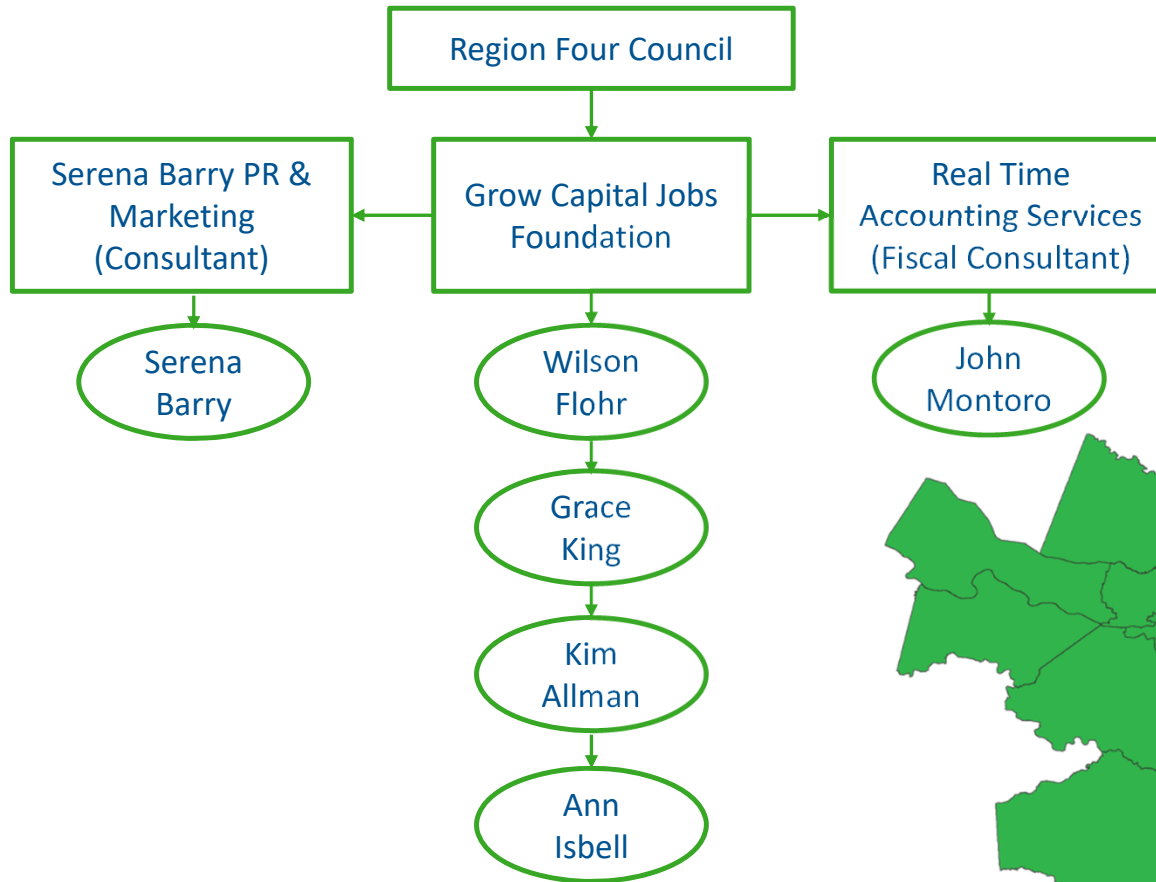 Region Four Council
Serena Barry PR &
Marketing
(Consultant)
Grow Capital Jobs
Foundation
Real Time
Accounting Services
(Fiscal Consultant)
Serena
Barry
Wilson
Flohr
John
Montoro
Grace
King
Kim
Allman
Ann
Isbell